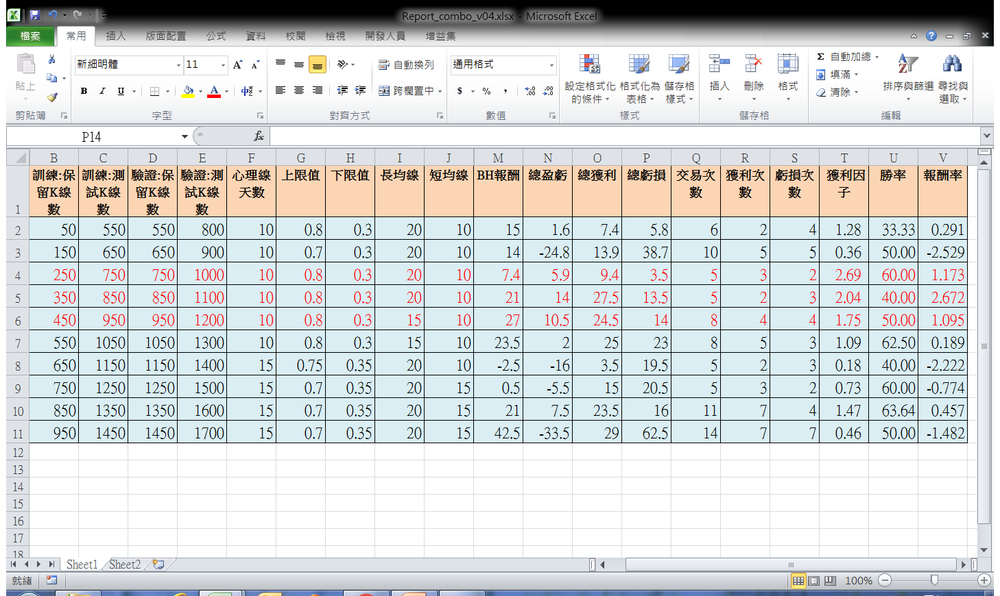 Report_combo_v04.xlsx - Microsoft Excel
檔案 常用 插入 版面配置 公式 資料 校閱 檢視 開發人員 增益集
新細明體 11 自動換列 通用格式
貼上 B I U A 中 跨欄置中 $ % ,
設定格式化的條件 格式化為表格 儲存格樣式 插入 刪除 格式
Σ 自動加總
填滿
清除
排序與篩選 尋找與選取
剪貼簿 字型 對齊方式 數值 樣式 儲存格 編輯
P14 fx
B C D E F G H I J M N O P Q R S T U V
1 訓練:保留K線數 訓練:測試K線數 驗證:保留K線數 驗證:測試K線數 心理線天數 上限值 下限值 長均線 短均線 BH報酬 總盈虧 總獲利 總虧損 交易次數 獲利次數 虧損次數 獲利因子 勝率 報酬率
2 50 550 550 800 10 0.8 0.3 20 10 15 1.6 7.4 5.8 6 2 4 1.28 33.33 0.291
3 150 650 650 900 10 0.7 0.3 20 10 14 -24.8 13.9 38.7 10 5 5 0.36 50.00 -2.529
4 250 750 750 1000 10 0.8 0.3 20 10 7.4 5.9 9.4 3.5 5 3 2 2.69 60.00 1.173
5 350 850 850 1100 10 0.8 0.3 20 10 21 14 27.5 13.5 5 2 3 2.04 40.00 2.672
6 450 950 950 1200 10 0.8 0.3 15 10 27 10.5 24.5 14 8 4 4 1.75 50.00 1.095
7 550 1050 1050 1300 10 0.8 0.3 15 10 23.5 2 25 23 8 5 3 1.09 62.50 0.189
8 650 1150 1150 1400 15 0.75 0.35 20 10 -2.5 -16 3.5 19.5 5 2 3 0.18 40.00 -2.222
9 750 1250 1250 1500 15 0.7 0.35 20 15 0.5 -5.5 15 20.5 5 3 2 0.73 60.00 -0.774
10 850 1350 1350 1600 15 0.7 0.35 20 15 21 7.5 23.5 16 11 7 4 1.47 63.64 0.457
11 950 1450 1450 1700 15 0.7 0.35 20 15 42.5 -33.5 29 62.5 14 7 7 0.46 50.00 -1.482
12
13
14
15
16
17
18
Sheet1 Sheet2
就緒 100%